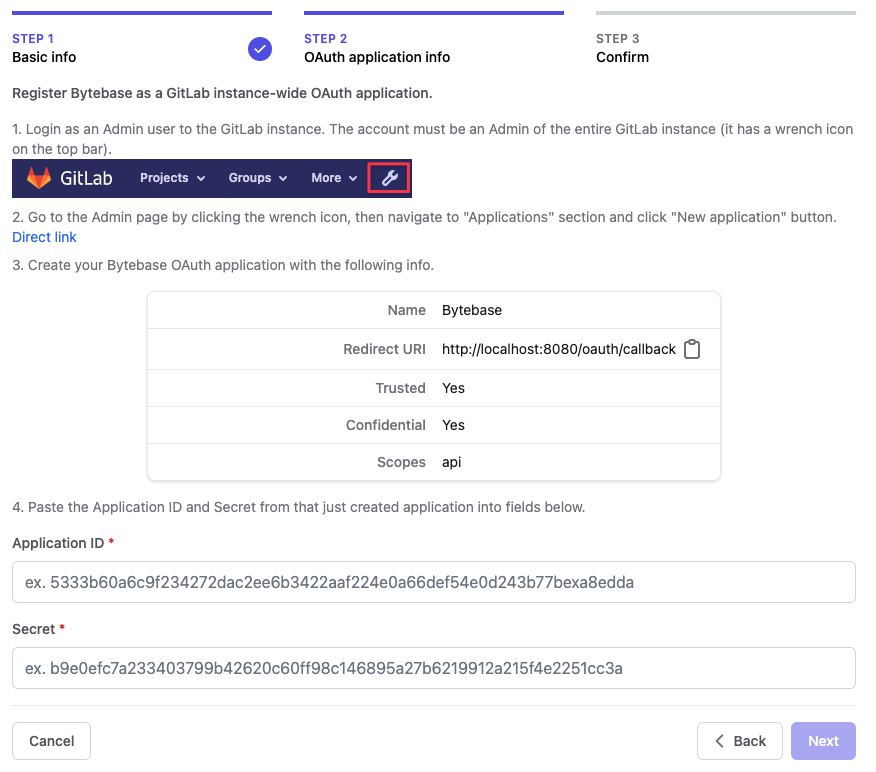 STEP 1
Basic info
STEP 2
OAuth application info
STEP 3
Confirm
Register Bytebase as a GitLab instance-wide OAuth application.
1. Login as an Admin user to the GitLab instance. The account must be an Admin of the entire GitLab instance (it has a wrench icon
on the top bar).
GitLab Projects Groups More
2. Go to the Admin page by clicking the wrench icon, then navigate to "Applications" section and click "New application" button.
Direct link
3. Create your Bytebase OAuth application with the following info.
Name Bytebase
Redirect URI http://localhost:8080/oauth/callback
Trusted Yes
Confidential Yes
Scopes api
4. Paste the Application ID and Secret from that just created application into fields below.
Application ID *
ex. 5333b60a6c9f234272dac2ee6b3422aaf224e0a66def54e0d243b77bexa8edda
Secret *
ex. b9e0efc7a233403799b42620c60ff98c146895a27b6219912a215f4e2251cc3a
Cancel
Back
Next